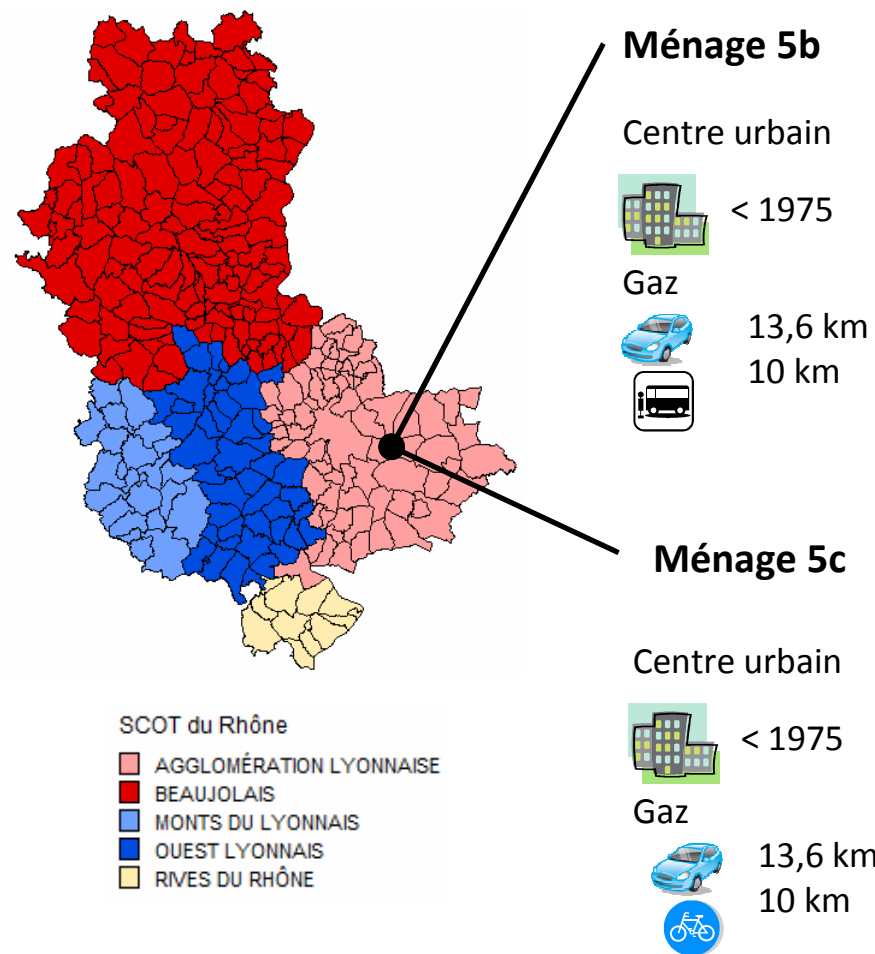 Ménage 5b
Centre urbain
< 1975
Gaz
13,6 km
10 km
Ménage 5c
Centre urbain
< 1975
Gaz
13,6 km
10 km
SCOT du Rhône
AGGLOMÉRATION LYONNAISE
BEAUJOLAIS
MONTS DU LYONNAIS
OUEST LYONNAIS
RIVES DU RHÔNE